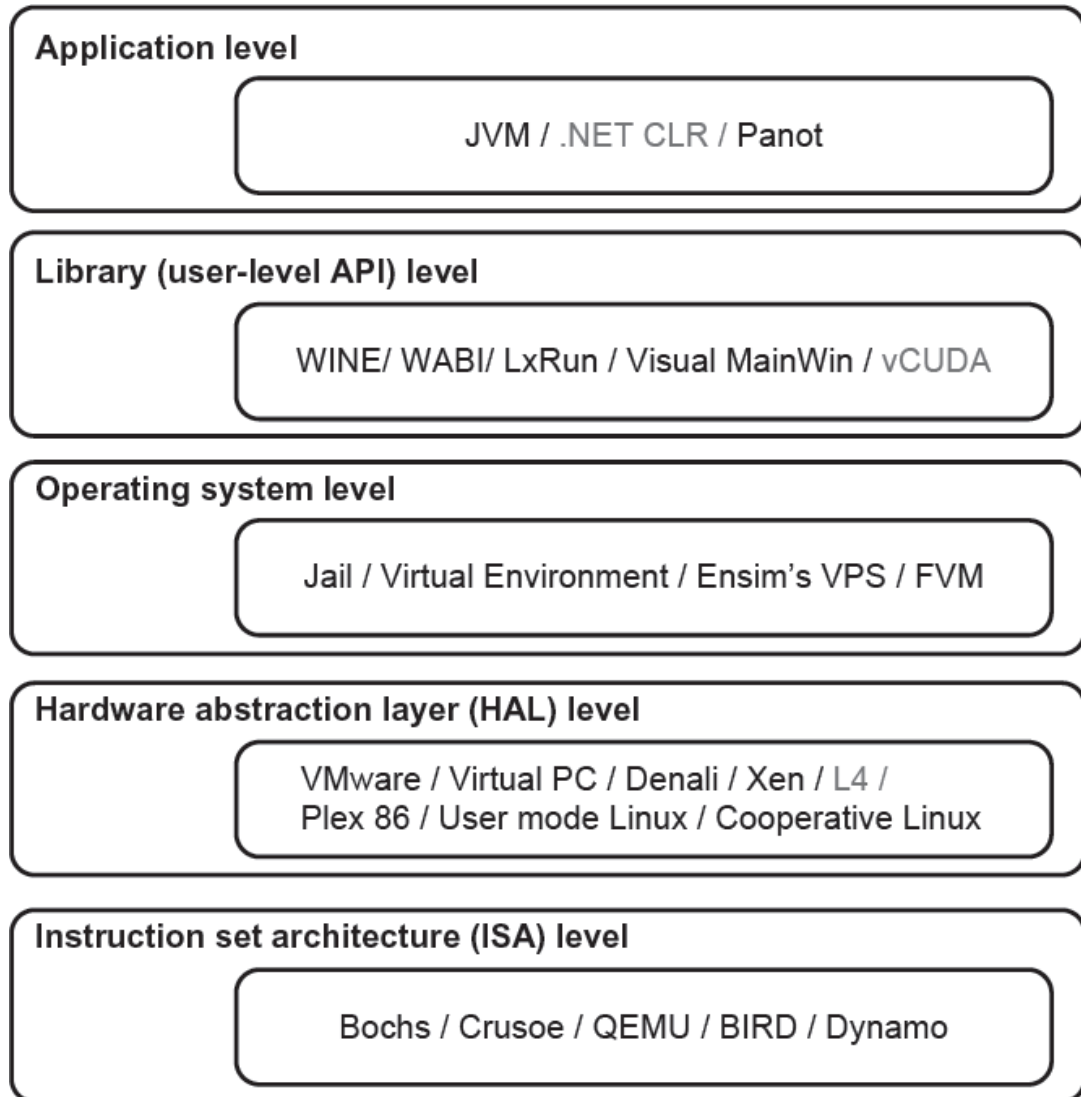 Application level
JVM / .NET CLR / Panot
Library (user-level API) level
WINE/ WABI/ LxRun / Visual MainWin / vCUDA
Operating system level
Jail / Virtual Environment / Ensim’s VPS / FVM
Hardware abstraction layer (HAL) level
VMware / Virtual PC / Denali / Xen / L4 /
Plex 86 / User mode Linux / Cooperative Linux
Instruction set architecture (ISA) level
Bochs / Crusoe / QEMU / BIRD / Dynamo